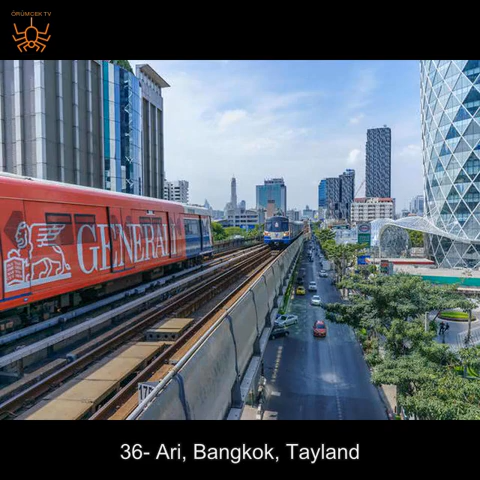 ÖRÜMCEK TV
GENERALI
36- Ari, Bangkok, Tayland